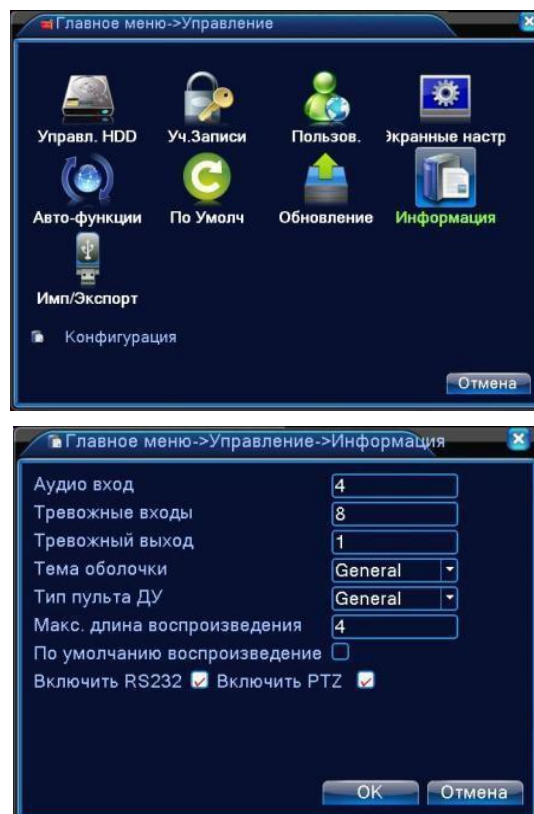 Главное меню->Управление
Управл. HDD Уч.Записи Пользов. Экранные настр
Авто-функции По Умолч Обновление Информация
Имп/Экспорт
Конфигурация
Отмена
Главное меню->Управление->Информация
Аудио вход 4
Тревожные входы 8
Тревожный выход 1
Тема оболочки General
Тип пульта ДУ General
Макс. длина воспроизведения 4
По умолчанию воспроизведение
Включить RS232 Включить PTZ
OK Отмена